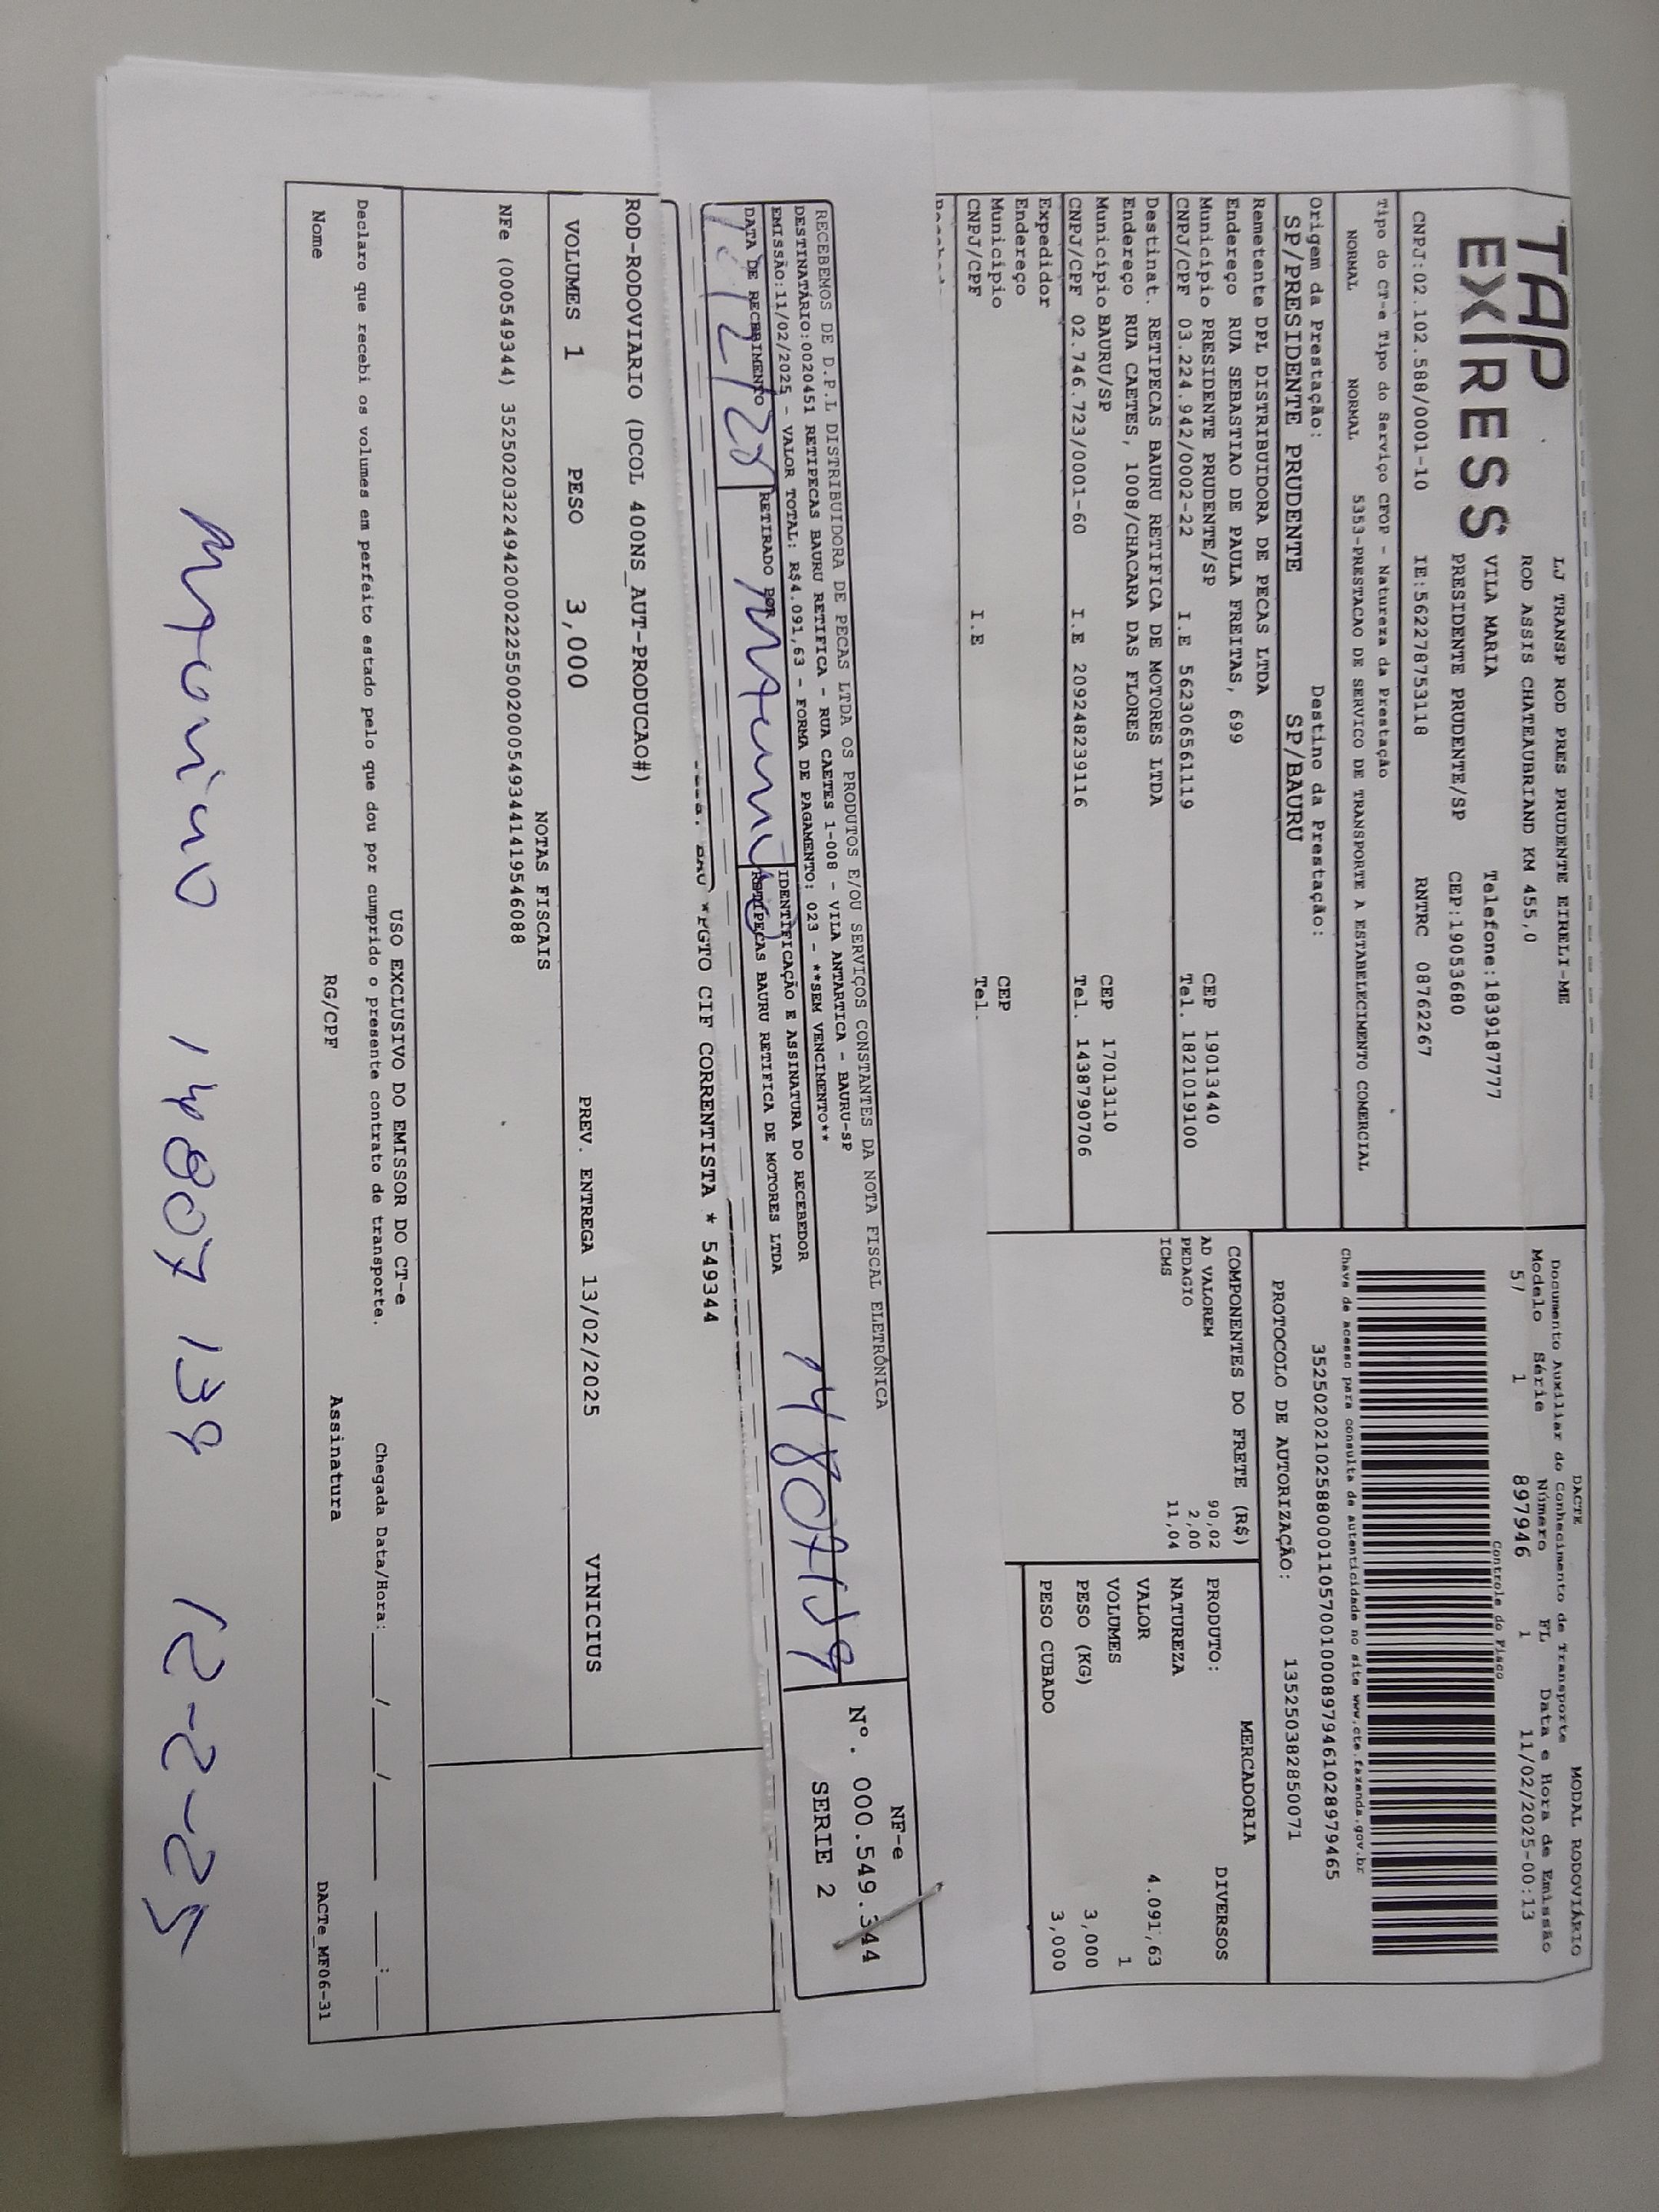 TAP
EXPRESS
LJ TRANSP ROD PRES PRUDENTE EIRELI-ME
ROD ASSIS CHATEAUBRIAND KM 455,0
VILA MARIA Telefone:1839187777
PRESIDENTE PRUDENTE/SP CEP:19053680
CNPJ:02.102.588/0001-10 IE:562278753118 RNTRC 08762267
DACTE MODAL RODOVIÁRIO
Documento Auxiliar do Conhecimento de Transporte
Modelo Série Número FL Data e Hora de Emissão
57 1 897946 1 11/02/2025-00:13
Controle do Fisco
Chave de acesso para consulta de autenticidade no site www.cte.fazenda.gov.br
35250202102588000110570010008979461028979465
PROTOCOLO DE AUTORIZAÇÃO: 135250382850071
Tipo do CT-e Tipo do Serviço CFOP - Natureza da Prestação
NORMAL NORMAL 5353-PRESTACAO DE SERVICO DE TRANSPORTE A ESTABELECIMENTO COMERCIAL
Origem da Prestação: Destino da Prestação:
SP/PRESIDENTE PRUDENTE SP/BAURU
Remetente DPL DISTRIBUIDORA DE PECAS LTDA
Endereço RUA SEBASTIAO DE PAULA FREITAS, 699
Município PRESIDENTE PRUDENTE/SP CEP 19013440
CNPJ/CPF 03.224.942/0002-22 I.E 562306561119 Tel. 1821019100
Destinat. RETIPECAS BAURU RETIFICA DE MOTORES LTDA
Endereço RUA CAETES, 1008/CHACARA DAS FLORES
Município BAURU/SP CEP 17013110
CNPJ/CPF 02.746.723/0001-60 I.E 209248239116 Tel. 1438790706
Expedidor
Endereço
Município CEP
CNPJ/CPF I.E Tel.
COMPONENTES DO FRETE (R$)
AD VALOREM 90,02
PEDAGIO 2,00
ICMS 11,04
MERCADORIA
PRODUTO: DIVERSOS
NATUREZA
VALOR 4.091,63
VOLUMES 1
PESO (KG) 3,000
PESO CUBADO 3,000
RECEBEMOS DE D.P.L DISTRIBUIDORA DE PECAS LTDA OS PRODUTOS E/OU SERVIÇOS CONSTANTES DA NOTA FISCAL ELETRÔNICA
DESTINATÁRIO:0020451 RETIPECAS BAURU RETIFICA - RUA CAETES 1-008 - VILA ANTARTICA - BAURU-SP
EMISSÃO:11/02/2025 - VALOR TOTAL: R$4.091,63 - FORMA DE PAGAMENTO: 023 - **SEM VENCIMENTO**
DATA DE RECEBIMENTO RETIRADO POR IDENTIFICAÇÃO E ASSINATURA DO RECEBEDOR
RETIPECAS BAURU RETIFICA DE MOTORES LTDA
NF-e
Nº. 000.549.344
SERIE 2
*PGTO CIF CORRENTISTA * 549344
ROD-RODOVIARIO (DCOL 400NS_AUT-PRODUCAO#)
VOLUMES 1 PESO 3,000 PREV. ENTREGA 13/02/2025 VINICIUS
NOTAS FISCAIS
NFe (000549344) 35250203224942000222550020005493441419546088
USO EXCLUSIVO DO EMISSOR DO CT-e
Declaro que recebi os volumes em perfeito estado pelo que dou por cumprido o presente contrato de transporte. Chegada Data/Hora:____/____/____ __:__
Nome RG/CPF Assinatura DACTe_MF06-31
14807139 12-2-25